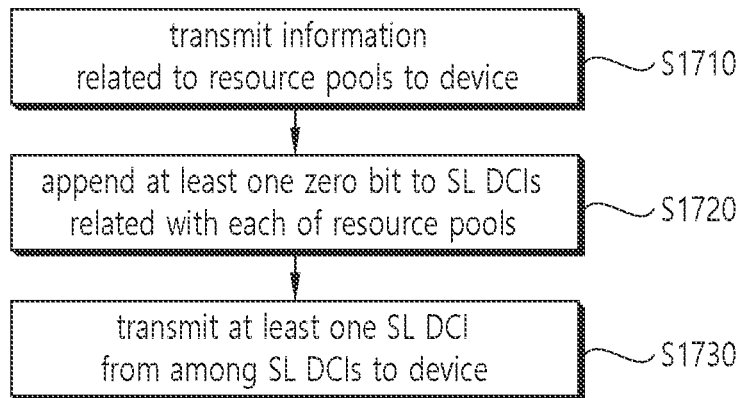 transmit information
related to resource pools to device
S1710
append at least one zero bit to SL DCIs
related with each of resource pools
S1720
transmit at least one SL DCI
from among SL DCIs to device
S1730